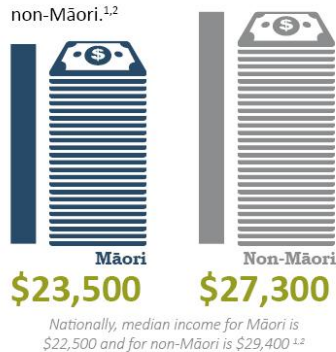 non-Māori.¹,²
$ $
Māori Non-Māori
$23,500 $27,300
Nationally, median income for Māori is
$22,500 and for non-Māori is $29,400 ¹,²